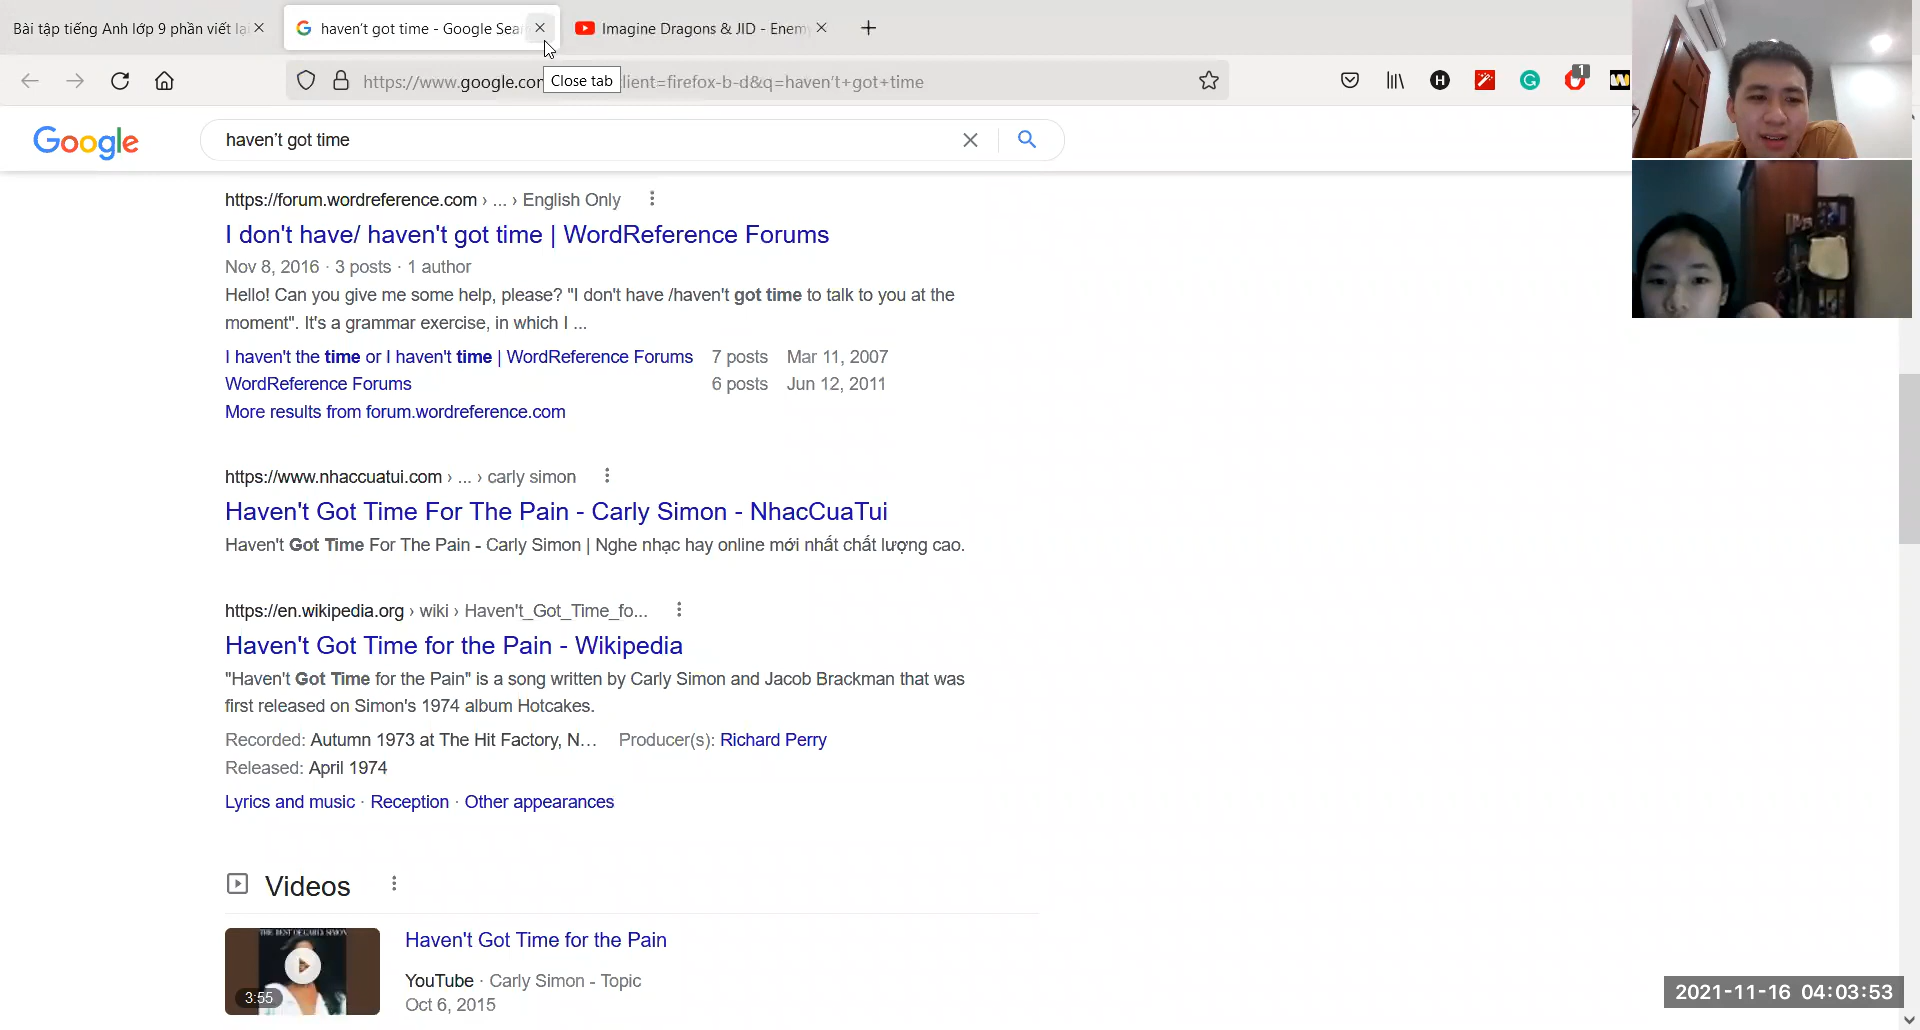 Bài tập tiếng Anh lớp 9 phần viết lại
haven't got time - Google Sea
Imagine Dragons & JID - Enemy
https://www.google.com
Close tab
client=firefox-b-d&q=haven't+got+time
1
Google
haven't got time
https://forum.wordreference.com › ... › English Only
I don't have/ haven't got time | WordReference Forums
Nov 8, 2016 · 3 posts · 1 author
Hello! Can you give me some help, please? "I don't have /haven't got time to talk to you at the
moment". It's a grammar exercise, in which I ...
I haven't the time or I haven't time | WordReference Forums 7 posts Mar 11, 2007
WordReference Forums 6 posts Jun 12, 2011
More results from forum.wordreference.com
https://www.nhaccuatui.com › ... › carly simon
Haven't Got Time For The Pain - Carly Simon - NhacCuaTui
Haven't Got Time For The Pain - Carly Simon | Nghe nhạc hay online mới nhất chất lượng cao.
https://en.wikipedia.org › wiki › Haven't_Got_Time_fo...
Haven't Got Time for the Pain - Wikipedia
"Haven't Got Time for the Pain" is a song written by Carly Simon and Jacob Brackman that was
first released on Simon's 1974 album Hotcakes.
Recorded: Autumn 1973 at The Hit Factory, N... Producer(s): Richard Perry
Released: April 1974
Lyrics and music · Reception · Other appearances
Videos
THE BEST OF CARLY SIMON
3:55
Haven't Got Time for the Pain
YouTube · Carly Simon - Topic
Oct 6, 2015
2021-11-16 04:03:53